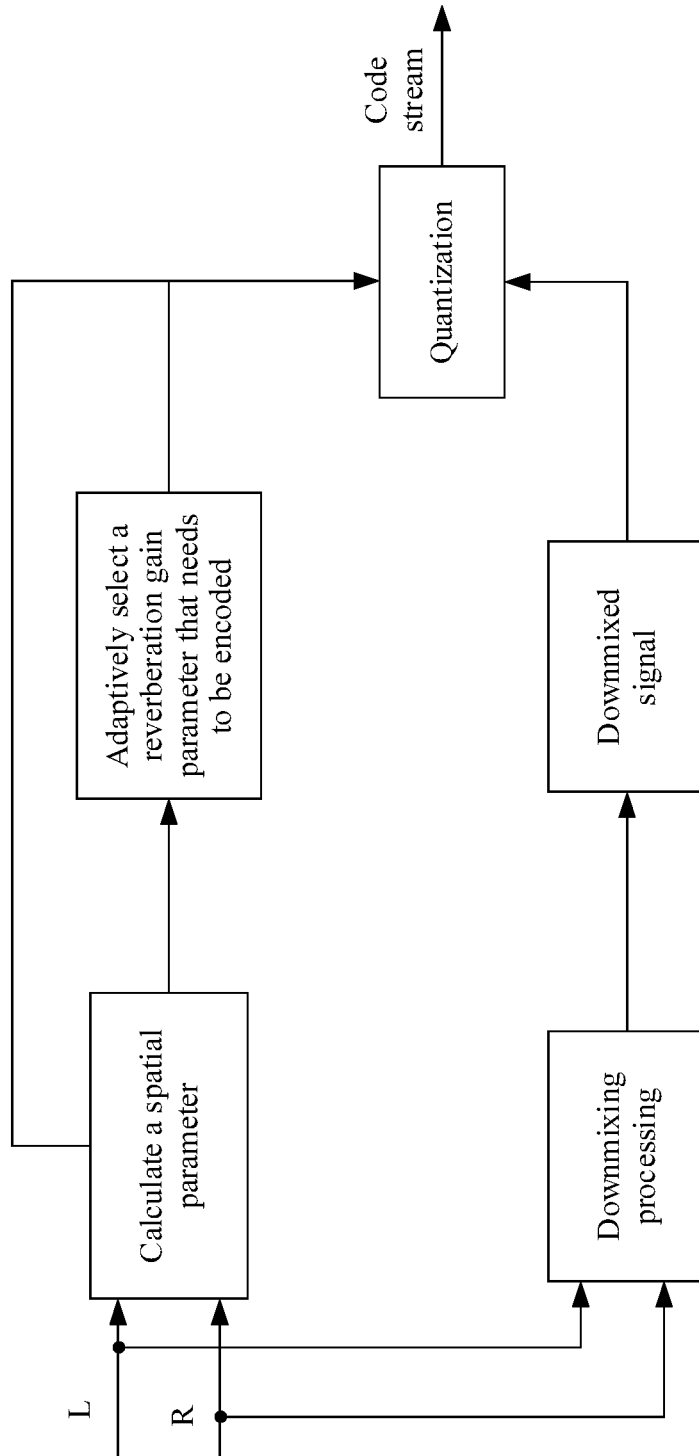 L
R
Calculate a spatial
parameter
Adaptively select a
reverberation gain
parameter that needs
to be encoded
Downmixing
processing
Downmixed
signal
Quantization
Code
stream